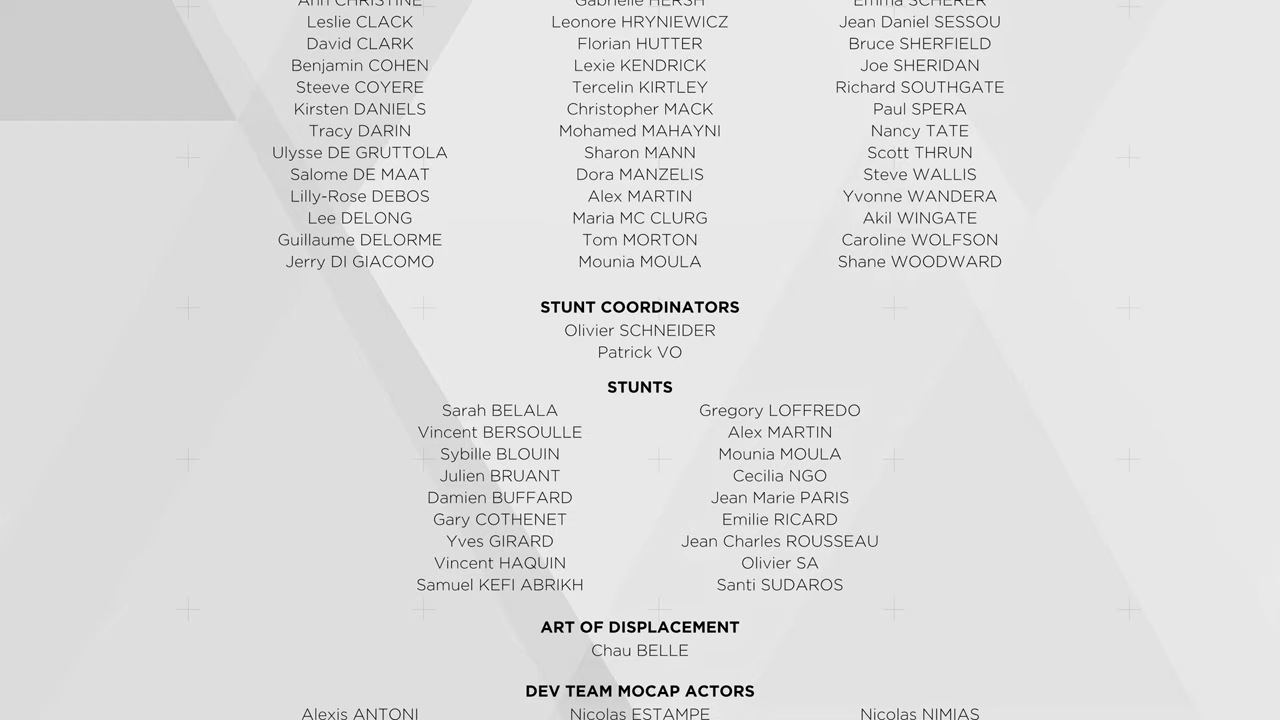 Ann CHRISTINE Gabrielle HERSH Emma SCHERER
Leslie CLACK Leonore HRYNIEWICZ Jean Daniel SESSOU
David CLARK Florian HUTTER Bruce SHERFIELD
Benjamin COHEN Lexie KENDRICK Joe SHERIDAN
Steeve COYERE Tercelin KIRTLEY Richard SOUTHGATE
Kirsten DANIELS Christopher MACK Paul SPERA
Tracy DARIN Mohamed MAHAYNI Nancy TATE
Ulysse DE GRUTTOLA Sharon MANN Scott THRUN
Salome DE MAAT Dora MANZELIS Steve WALLIS
Lilly-Rose DEBOS Alex MARTIN Yvonne WANDERA
Lee DELONG Maria MC CLURG Akil WINGATE
Guillaume DELORME Tom MORTON Caroline WOLFSON
Jerry DI GIACOMO Mounia MOULA Shane WOODWARD
STUNT COORDINATORS
Olivier SCHNEIDER
Patrick VO
STUNTS
Sarah BELALA Gregory LOFFREDO
Vincent BERSOULLE Alex MARTIN
Sybille BLOUIN Mounia MOULA
Julien BRUANT Cecilia NGO
Damien BUFFARD Jean Marie PARIS
Gary COTHENET Emilie RICARD
Yves GIRARD Jean Charles ROUSSEAU
Vincent HAQUIN Olivier SA
Samuel KEFI ABRIKH Santi SUDAROS
ART OF DISPLACEMENT
Chau BELLE
DEV TEAM MOCAP ACTORS
Alexis ANTONI Nicolas ESTAMPE Nicolas NIMIAS